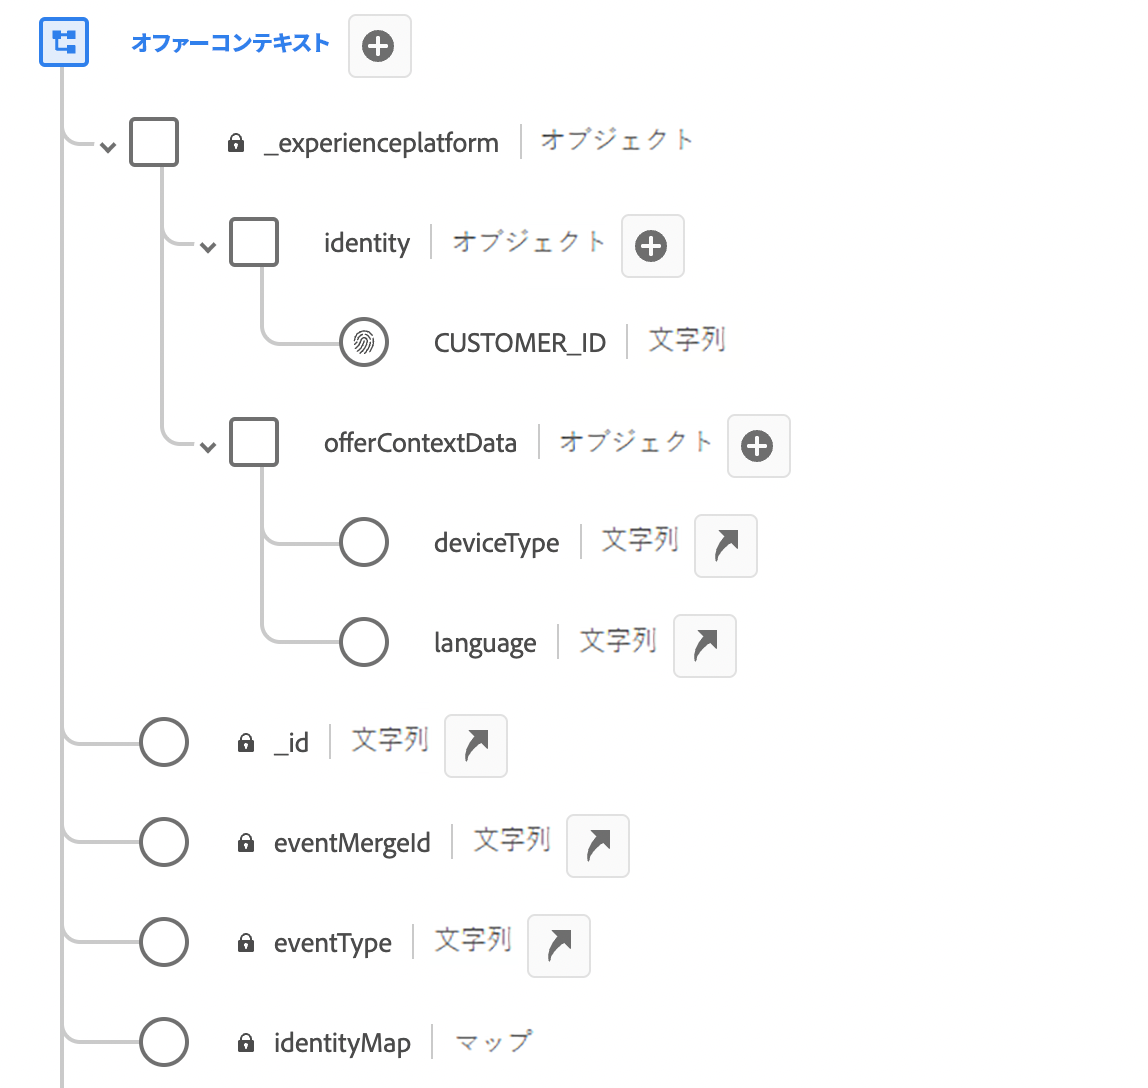 オファーコンテキスト
_experienceplatform オブジェクト
identity オブジェクト
CUSTOMER_ID 文字列
offerContextData オブジェクト
deviceType 文字列
language 文字列
_id 文字列
eventMergeId 文字列
eventType 文字列
identityMap マップ